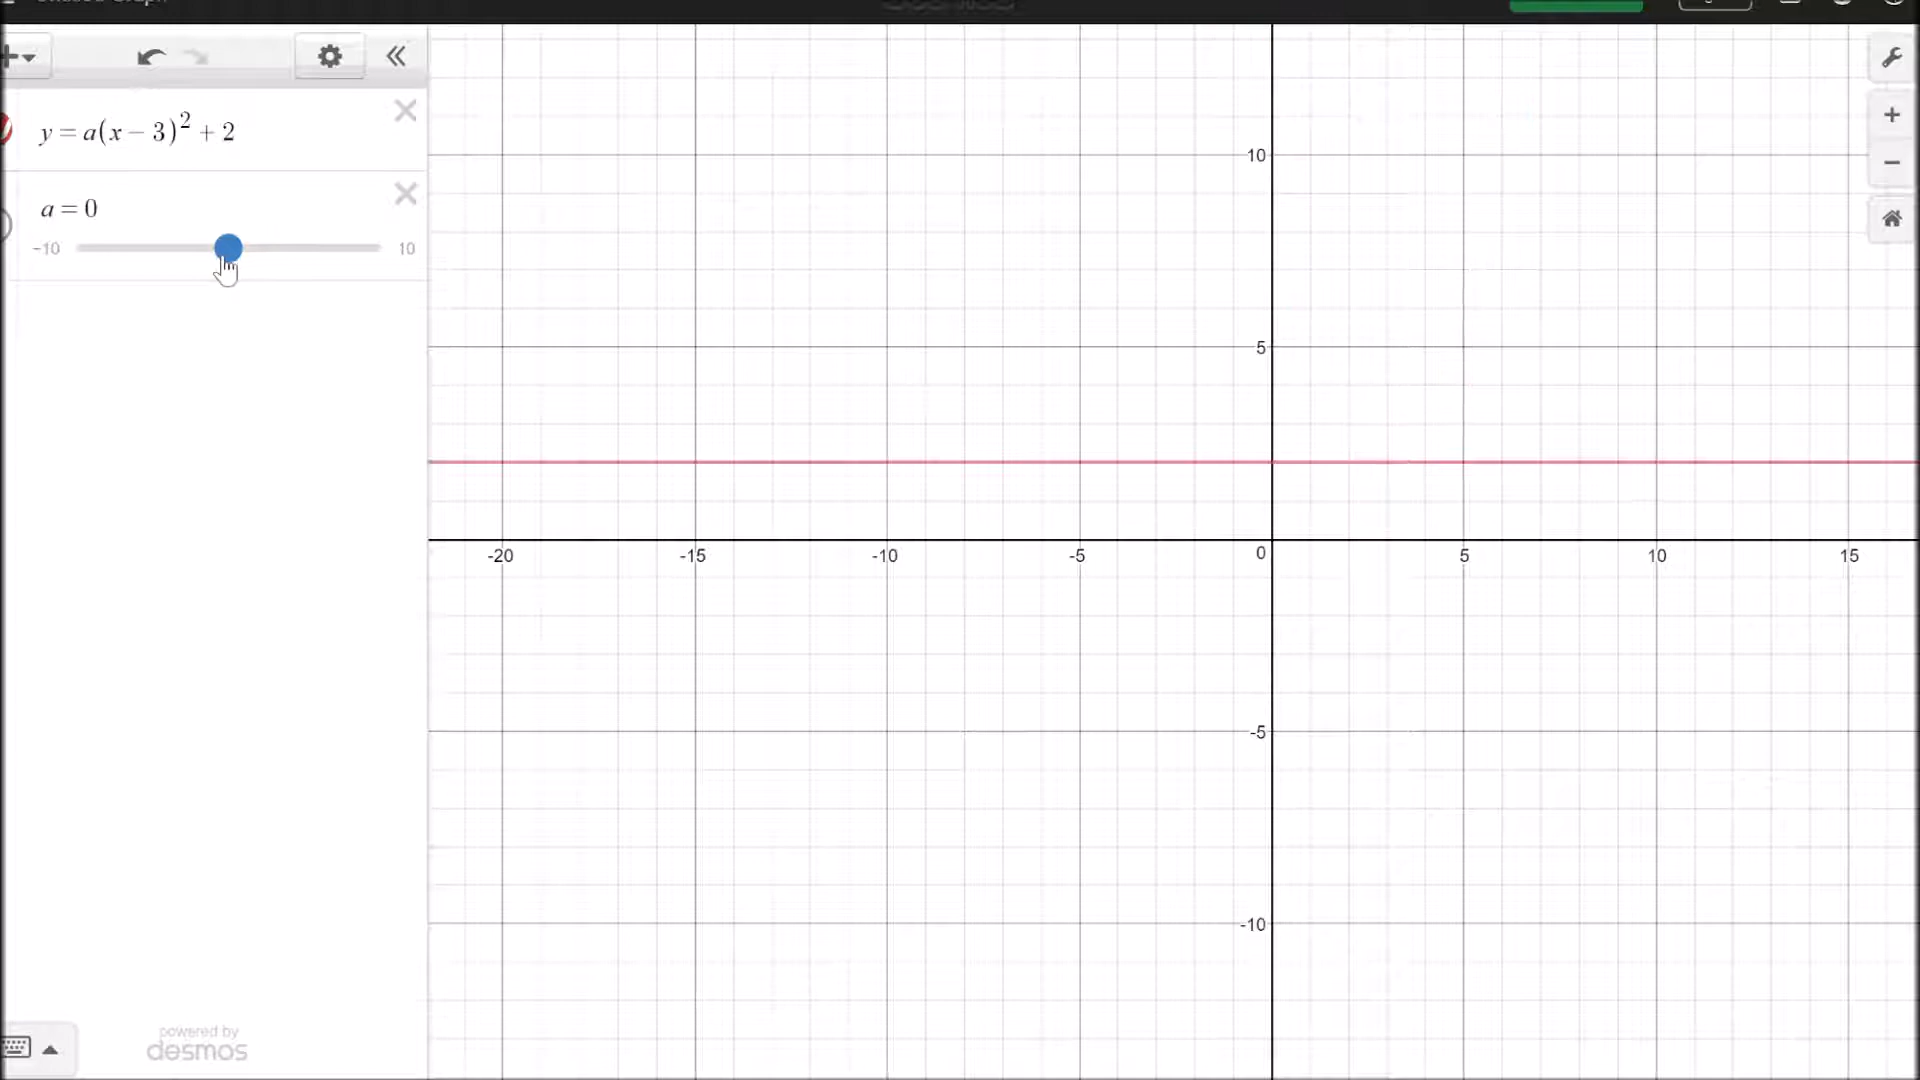 y = a(x − 3)² + 2
a = 0
−10 10
10
5
-20 -15 -10 -5 0 5 10 15
-5
-10
powered by
desmos